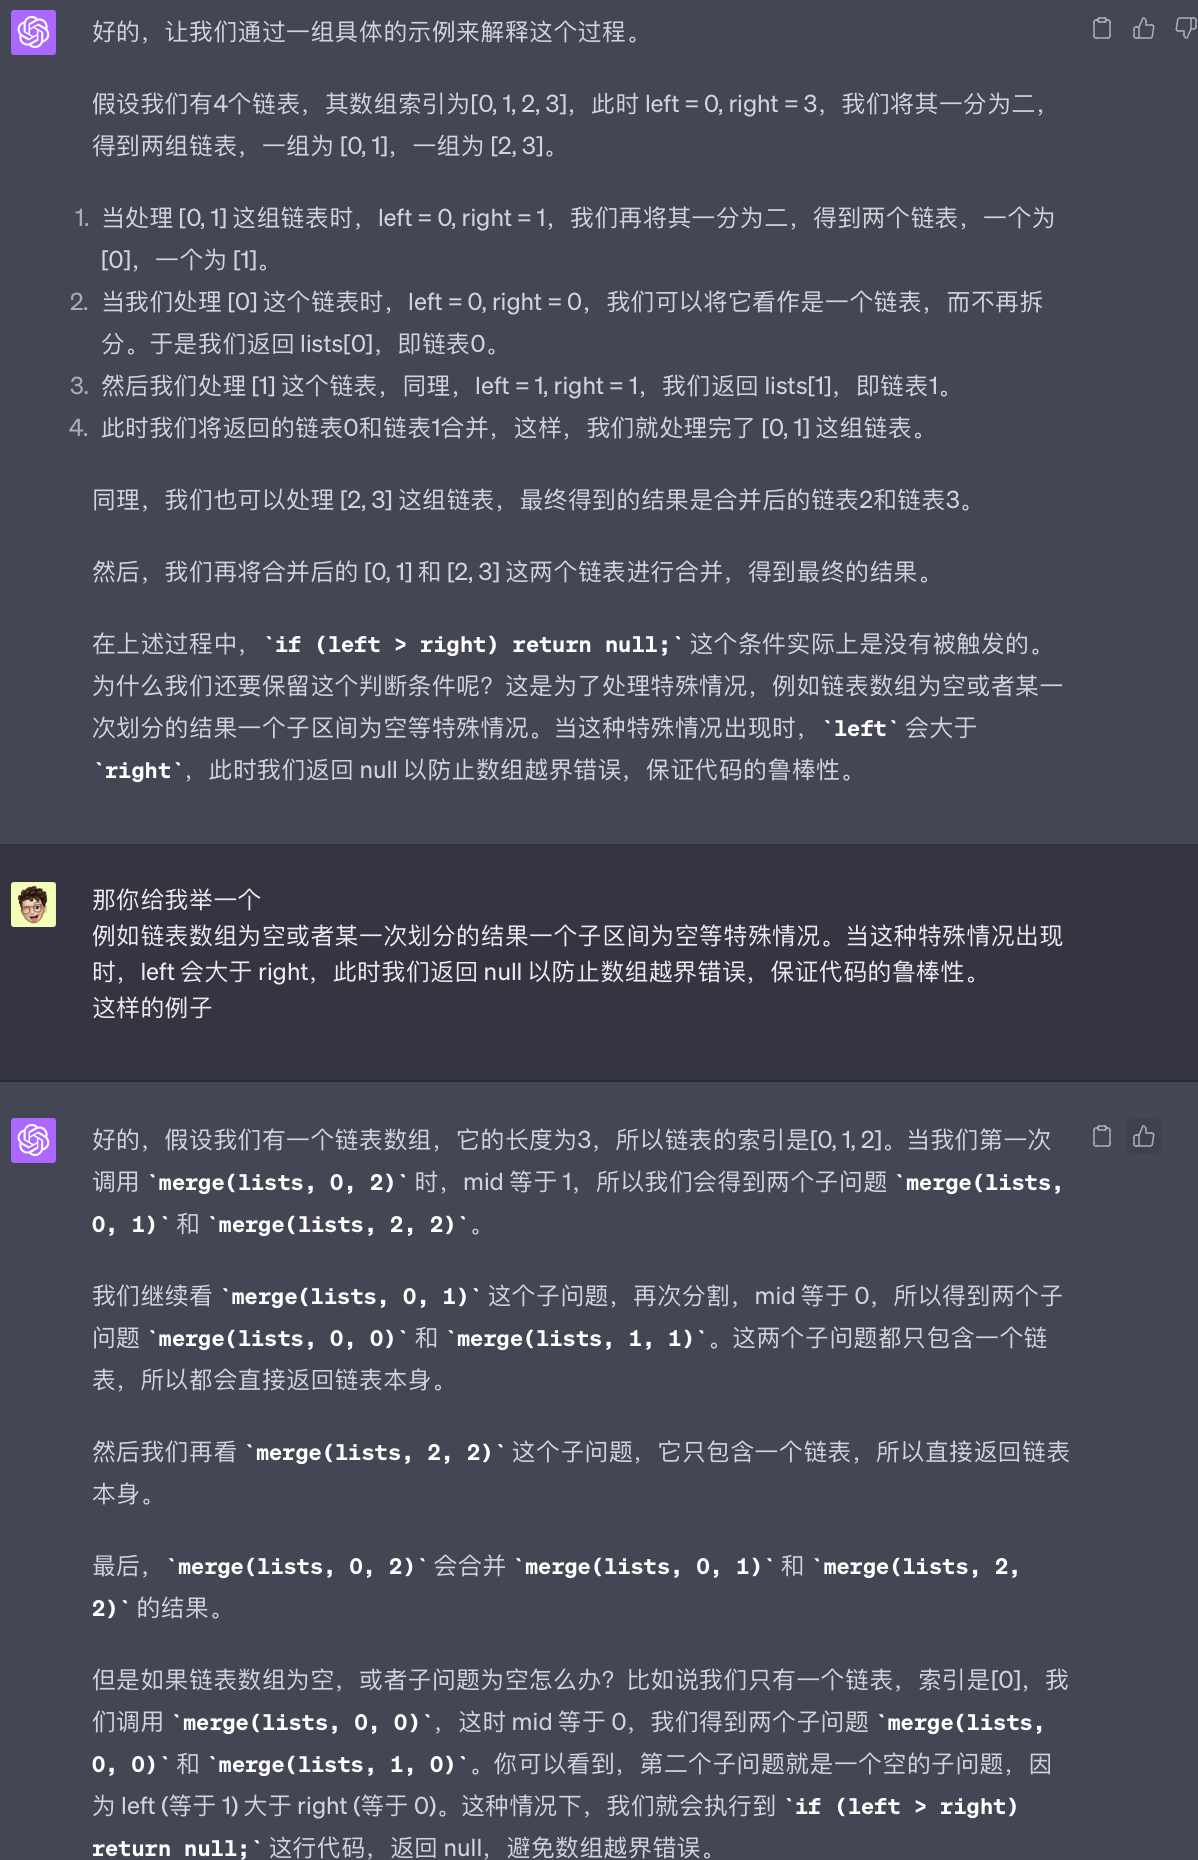 好的，让我们通过一组具体的示例来解释这个过程。
假设我们有4个链表，其数组索引为[0, 1, 2, 3]，此时 left = 0, right = 3，我们将其一分为二，
得到两组链表，一组为 [0, 1]，一组为 [2, 3]。
1. 当处理 [0, 1] 这组链表时，left = 0, right = 1，我们再将其一分为二，得到两个链表，一个为
[0]，一个为 [1]。
2. 当我们处理 [0] 这个链表时，left = 0, right = 0，我们可以将它看作是一个链表，而不再拆
分。于是我们返回 lists[0]，即链表0。
3. 然后我们处理 [1] 这个链表，同理，left = 1, right = 1，我们返回 lists[1]，即链表1。
4. 此时我们将返回的链表0和链表1合并，这样，我们就处理完了 [0, 1] 这组链表。
同理，我们也可以处理 [2, 3] 这组链表，最终得到的结果是合并后的链表2和链表3。
然后，我们再将合并后的 [0, 1] 和 [2, 3] 这两个链表进行合并，得到最终的结果。
在上述过程中，`if (left > right) return null;` 这个条件实际上是没有被触发的。
为什么我们还要保留这个判断条件呢？这是为了处理特殊情况，例如链表数组为空或者某一
次划分的结果一个子区间为空等特殊情况。当这种特殊情况出现时，`left` 会大于
`right`，此时我们返回 null 以防止数组越界错误，保证代码的鲁棒性。
那你给我举一个
例如链表数组为空或者某一次划分的结果一个子区间为空等特殊情况。当这种特殊情况出现
时，left 会大于 right，此时我们返回 null 以防止数组越界错误，保证代码的鲁棒性。
这样的例子
好的，假设我们有一个链表数组，它的长度为3，所以链表的索引是[0, 1, 2]。当我们第一次
调用 `merge(lists, 0, 2)` 时，mid 等于 1，所以我们会得到两个子问题 `merge(lists,
0, 1)` 和 `merge(lists, 2, 2)`。
我们继续看 `merge(lists, 0, 1)` 这个子问题，再次分割，mid 等于 0，所以得到两个子
问题 `merge(lists, 0, 0)` 和 `merge(lists, 1, 1)`。这两个子问题都只包含一个链
表，所以都会直接返回链表本身。
然后我们再看 `merge(lists, 2, 2)` 这个子问题，它只包含一个链表，所以直接返回链表
本身。
最后，`merge(lists, 0, 2)` 会合并 `merge(lists, 0, 1)` 和 `merge(lists, 2,
2)` 的结果。
但是如果链表数组为空，或者子问题为空怎么办？比如说我们只有一个链表，索引是[0]，我
们调用 `merge(lists, 0, 0)`，这时 mid 等于 0，我们得到两个子问题 `merge(lists,
0, 0)` 和 `merge(lists, 1, 0)`。你可以看到，第二个子问题就是一个空的子问题，因
为 left (等于 1) 大于 right (等于 0)。这种情况下，我们就会执行到 `if (left > right)
return null;` 这行代码，返回 null，避免数组越界错误。